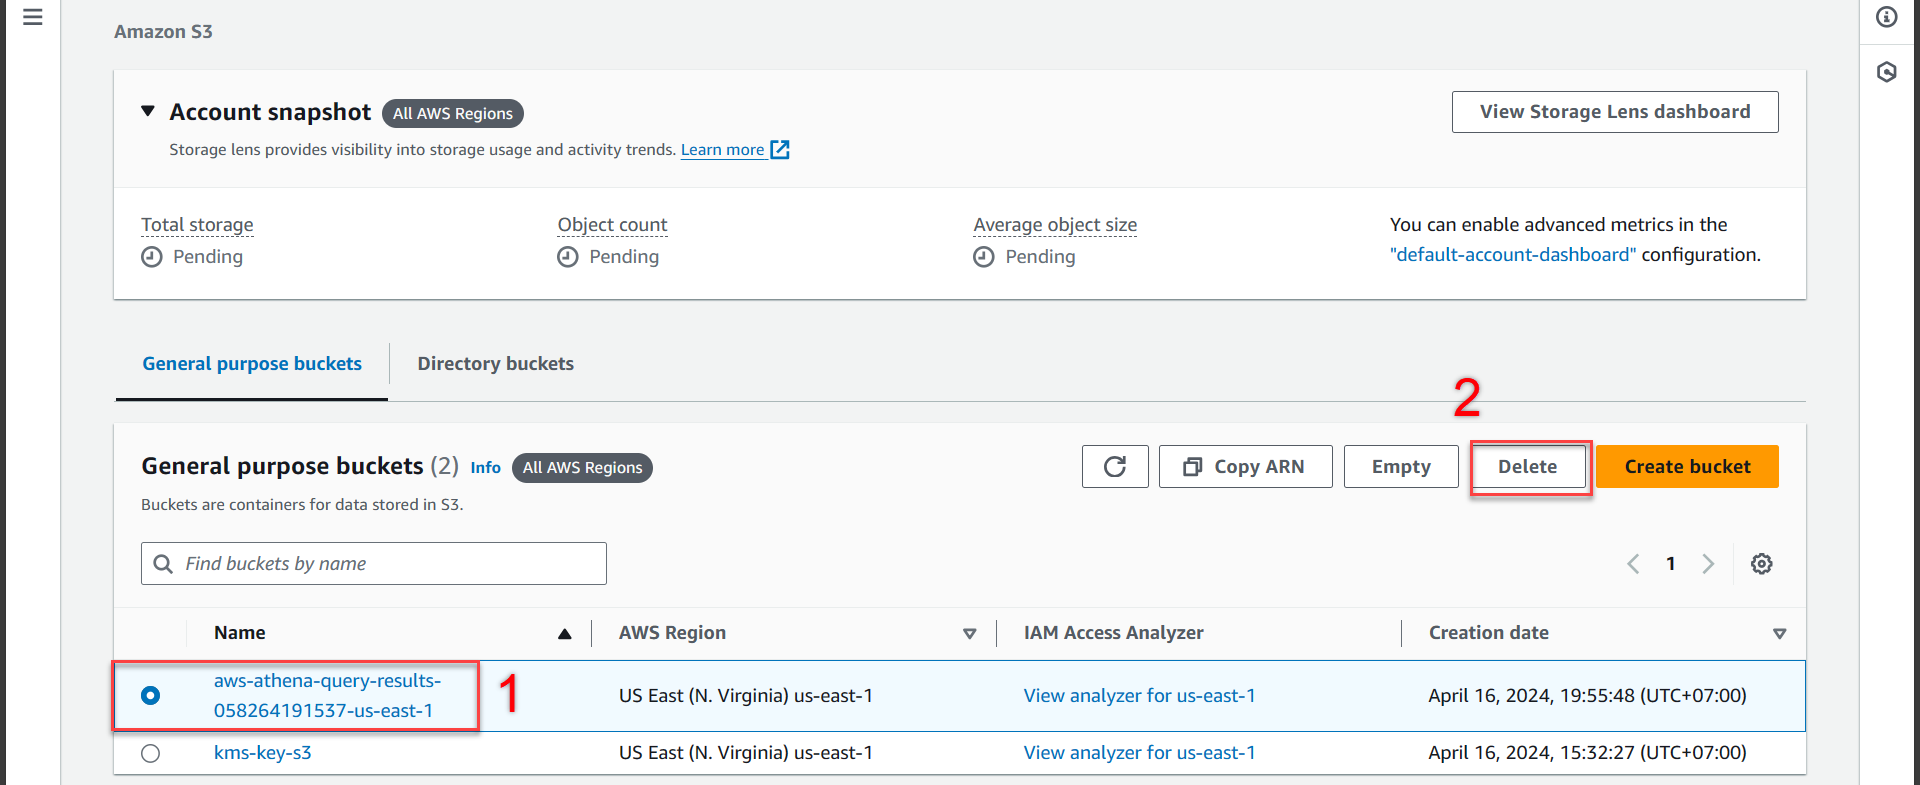 Amazon S3
Account snapshot All AWS Regions
View Storage Lens dashboard
Storage lens provides visibility into storage usage and activity trends. Learn more
Total storage
Pending
Object count
Pending
Average object size
Pending
You can enable advanced metrics in the
"default-account-dashboard" configuration.
General purpose buckets
Directory buckets
2
General purpose buckets (2) Info All AWS Regions
Copy ARN
Empty
Delete
Create bucket
Buckets are containers for data stored in S3.
Find buckets by name
1
Name
AWS Region
IAM Access Analyzer
Creation date
aws-athena-query-results-
058264191537-us-east-1
1
US East (N. Virginia) us-east-1
View analyzer for us-east-1
April 16, 2024, 19:55:48 (UTC+07:00)
kms-key-s3
US East (N. Virginia) us-east-1
View analyzer for us-east-1
April 16, 2024, 15:32:27 (UTC+07:00)